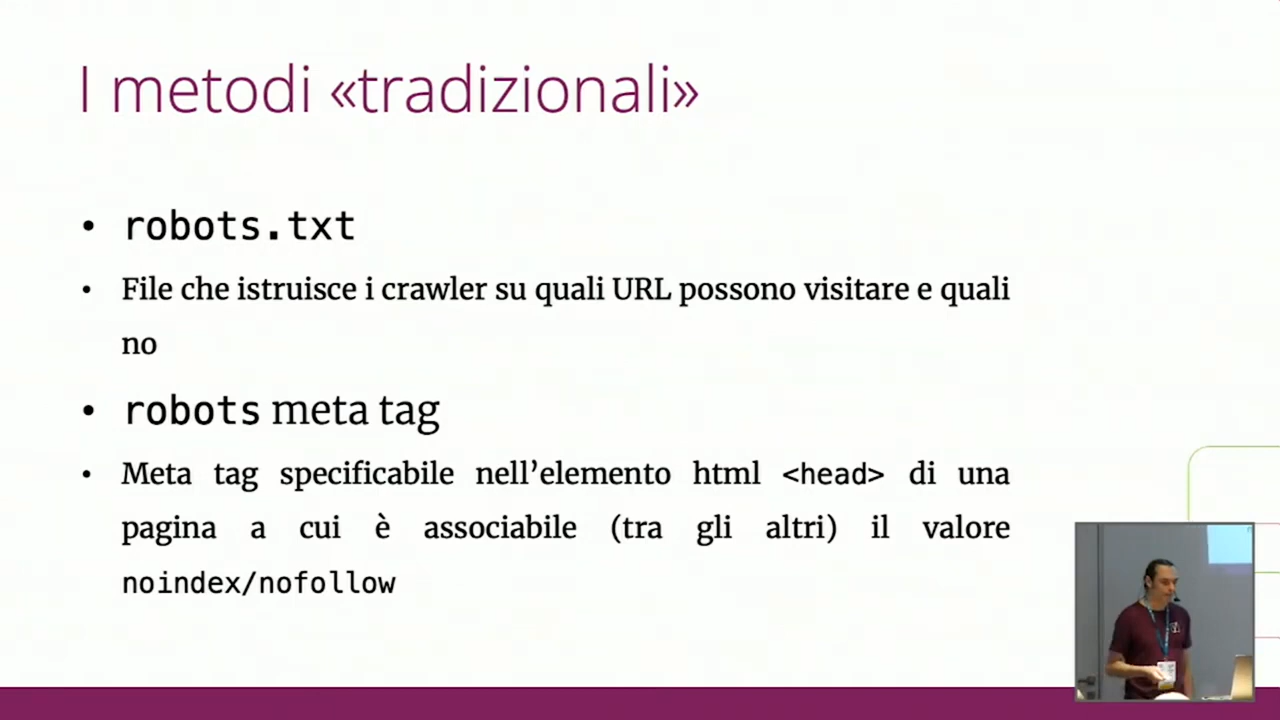 I metodi «tradizionali»
• robots.txt
• File che istruisce i crawler su quali URL possono visitare e quali
no
• robots meta tag
• Meta tag specificabile nell’elemento html <head> di una
pagina a cui è associabile (tra gli altri) il valore
noindex/nofollow